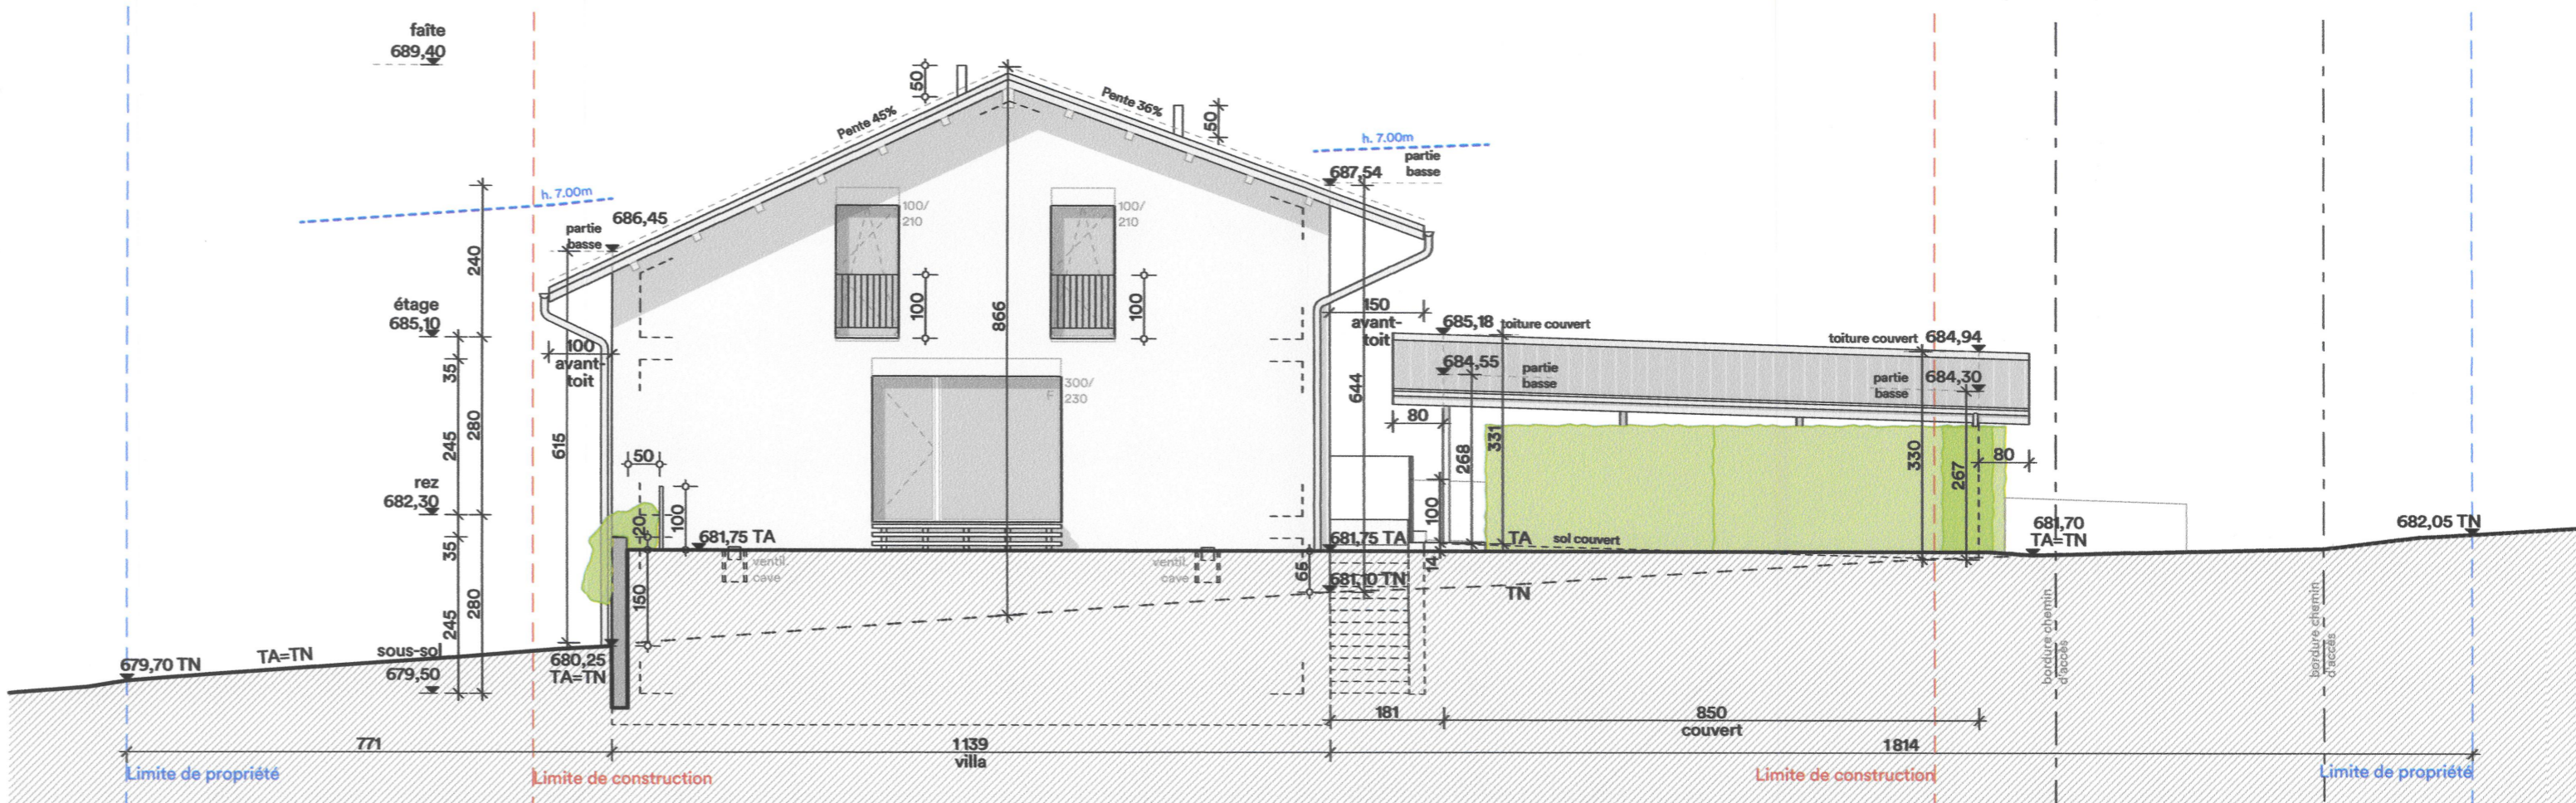 faîte
689,40
50
Pente 45%
Pente 36%
50
h. 7.00m
partie
basse
687,54
h. 7.00m
686,45
partie
basse
100/
210
100/
210
240
étage
685,10
100
avant-
toit
35
100
100
866
150
avant-
toit
685,18 toiture couvert
toiture couvert 684,94
684,55
partie
basse
partie
basse
684,30
300/
230
F
644
80
245
280
615
331
268
330
267
80
50
rez
682,30
20
100
100
681,75 TA
ventil.
cave
ventil.
cave
681,75 TA
TA
sol couvert
681,70
TA=TN
682,05 TN
35
65
14
681,10 TN
TN
150
245
280
679,70 TN
TA=TN
sous-sol
679,50
680,25
TA=TN
bordure chemin
d'accès
bordure chemin
d'accès
181
850
couvert
771
1139
villa
1814
Limite de propriété
Limite de construction
Limite de construction
Limite de propriété